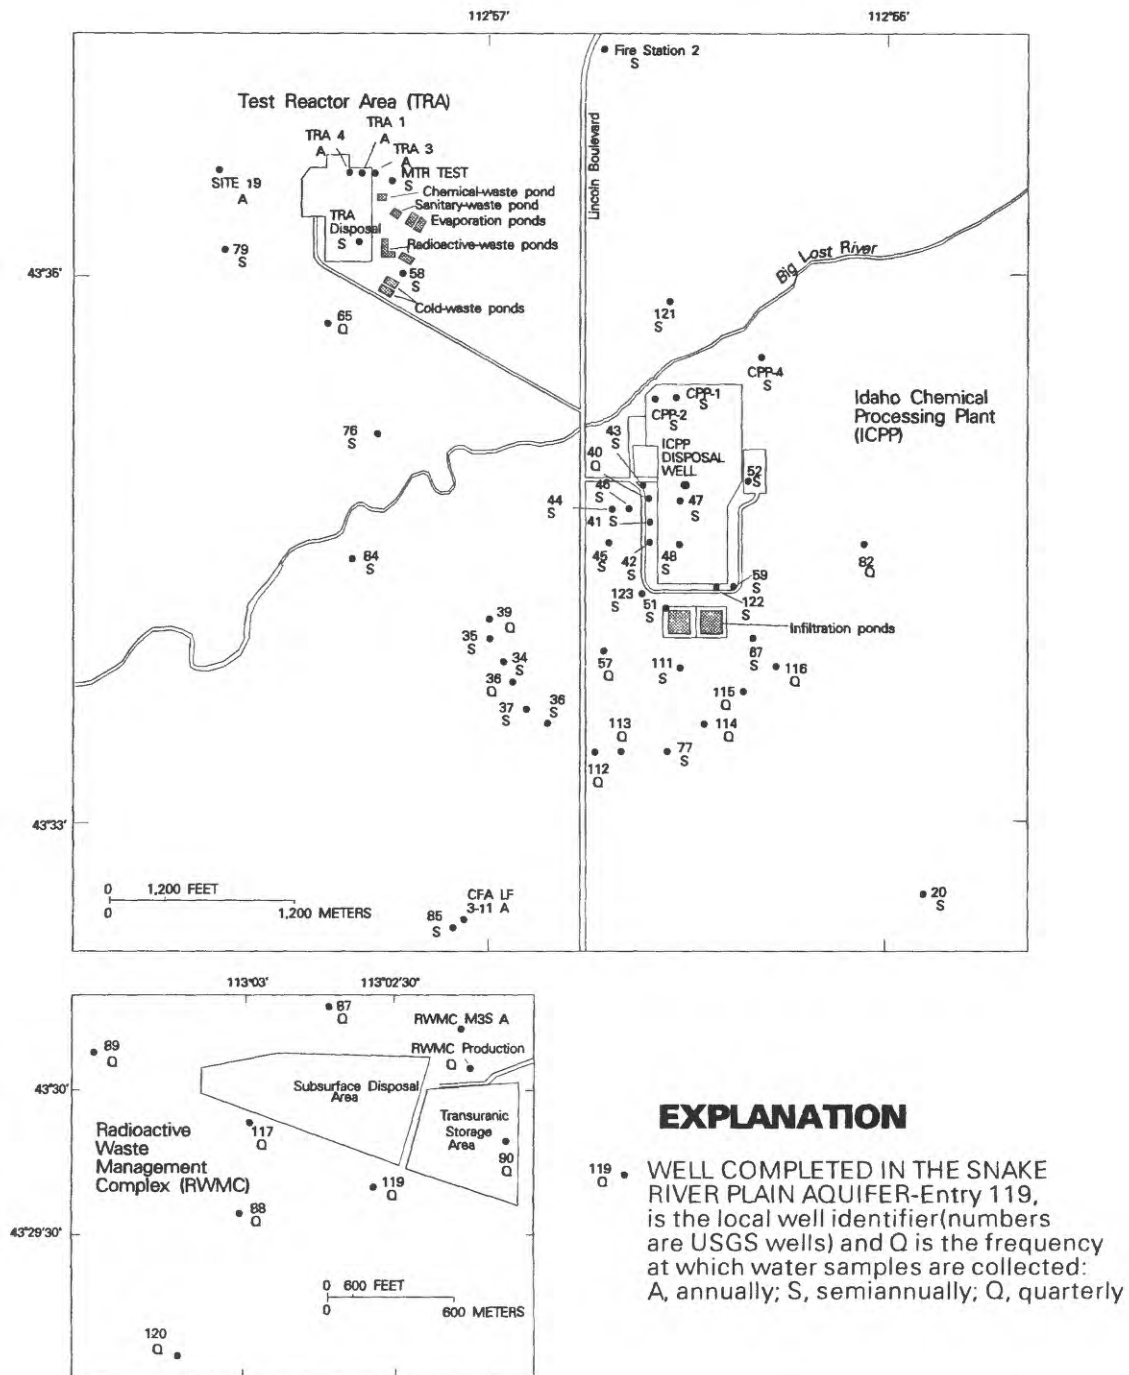 112°57'
112°55'
Fire Station 2
S
Test Reactor Area (TRA)
TRA 1
A
TRA 4
A
TRA 3
A
MTR TEST
S
SITE 19
A
Chemical-waste pond
Sanitary-waste pond
Evaporation ponds
TRA
Disposal
S
Radioactive-waste ponds
79
S
58
S
Cold-waste ponds
43°35'
65
Q
Lincoln Boulevard
Big Lost River
121
S
CPP-4
S
CPP-1
S
CPP-2
Idaho Chemical
Processing Plant
(ICPP)
76
S
43
S
40
Q
ICPP
DISPOSAL
WELL
52
S
46
S
44
S
47
S
41
S
45
S
42
S
48
S
84
S
82
Q
59
S
123
S
51
S
122
S
Infiltration ponds
39
Q
35
S
34
S
36
Q
37
S
36
S
57
Q
111
S
87
S
116
Q
115
Q
113
Q
114
Q
112
Q
77
S
43°33'
0 1,200 FEET
0 1,200 METERS
CFA LF
3-11 A
85
S
20
S
113°03'
113°02'30"
87
Q
RWMC M3S A
89
Q
RWMC Production
Q
43°30'
Subsurface Disposal
Area
Transuranic
Storage
Area
Radioactive
Waste
Management
Complex (RWMC)
117
Q
90
Q
119
Q
88
Q
43°29'30"
0 600 FEET
0 600 METERS
120
Q
EXPLANATION
119
Q
WELL COMPLETED IN THE SNAKE
RIVER PLAIN AQUIFER-Entry 119,
is the local well identifier(numbers
are USGS wells) and Q is the frequency
at which water samples are collected:
A, annually; S, semiannually; Q, quarterly